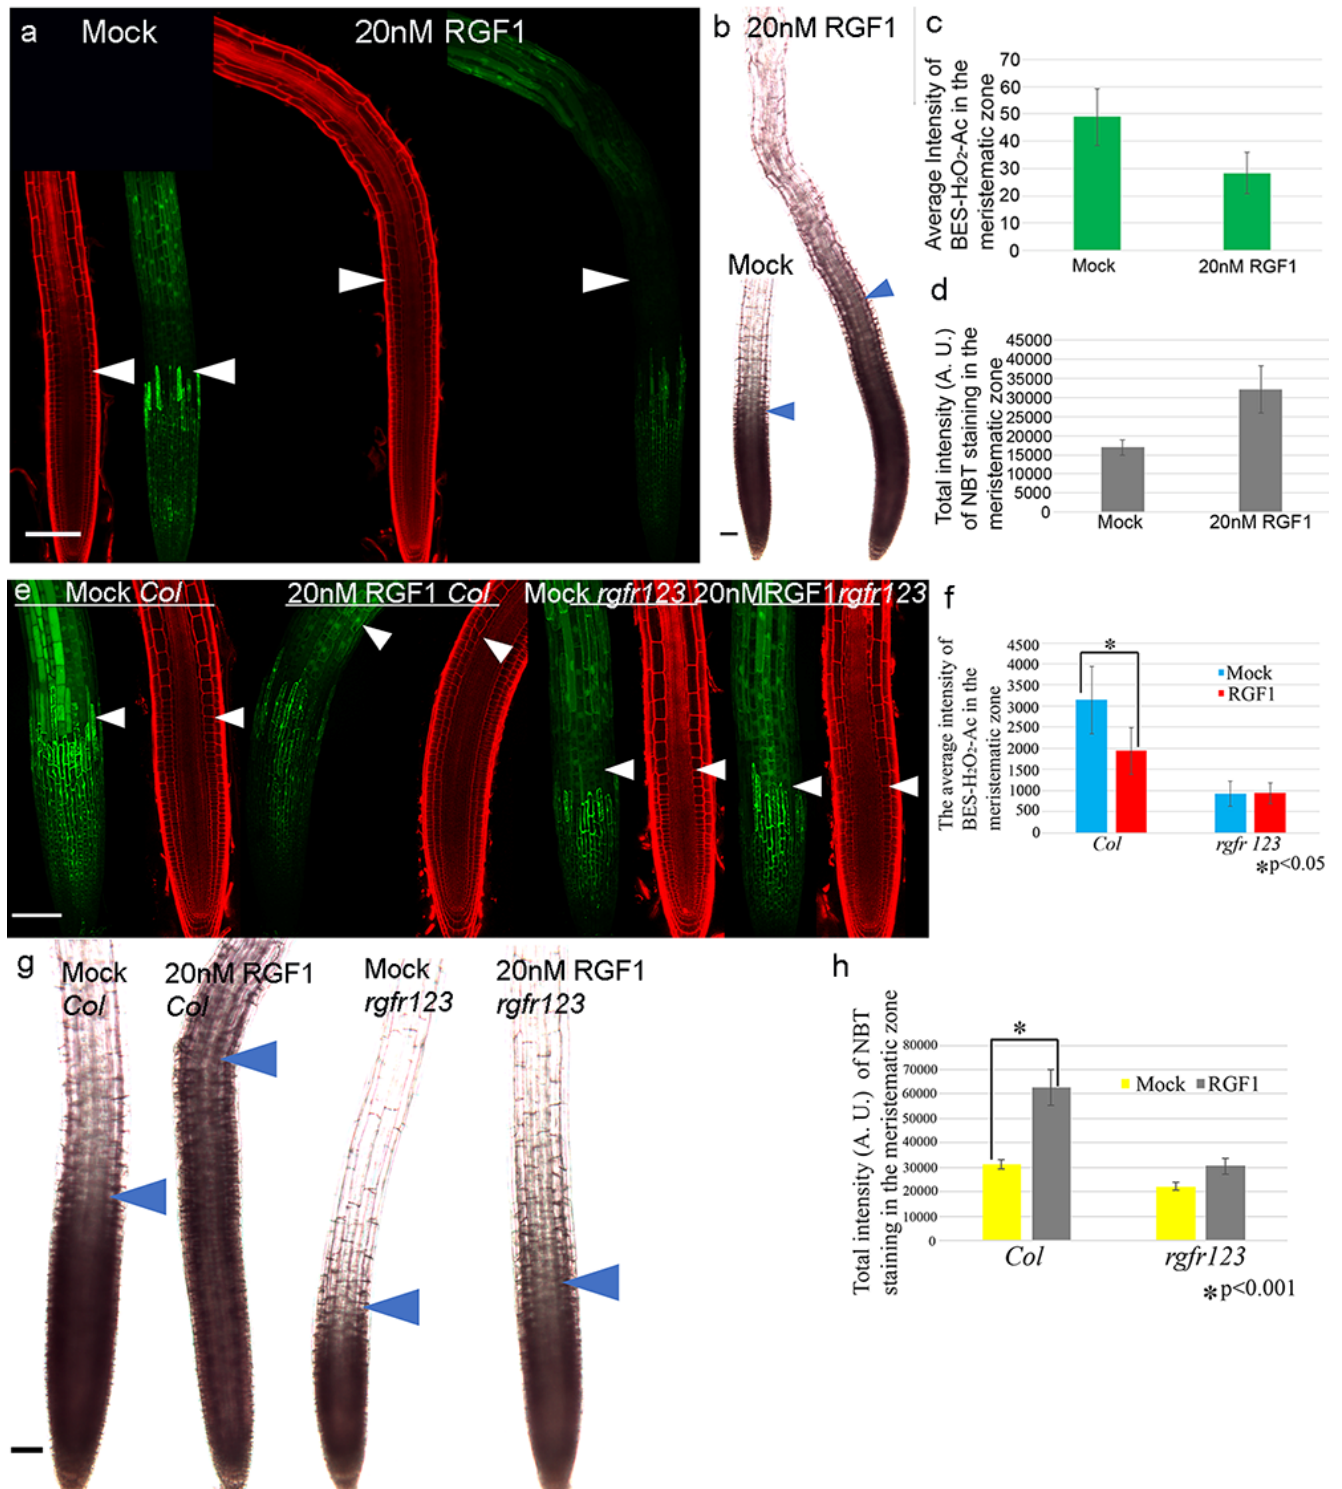 a Mock 20nM RGF1
b 20nM RGF1
Mock
c
Average Intensity of
BES-H₂O₂-Ac in the
meristematic zone
70
60
50
40
30
20
10
0
Mock 20nM RGF1
d
Total intensity (A. U.)
of NBT staining in the
meristematic zone
45000
40000
35000
30000
25000
20000
15000
10000
5000
0
Mock 20nM RGF1
e Mock Col 20nM RGF1 Col Mock rgfr123 20nMRGF1rgfr123
f
The average intensity of
BES-H₂O₂-Ac in the
meristematic zone
4500
4000
3500
3000
2500
2000
1500
1000
500
0
*
Mock
RGF1
Col rgfr 123
*p<0.05
g Mock
Col
20nM RGF1
Col
Mock
rgfr123
20nM RGF1
rgfr123
h
Total intensity (A. U.) of NBT
staining in the meristematic zone
80000
70000
60000
50000
40000
30000
20000
10000
0
*
Mock RGF1
Col rgfr123
*p<0.001